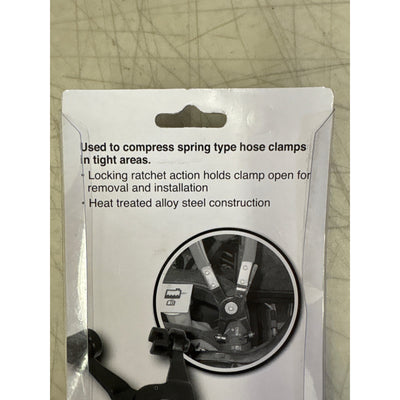 Used to compress spring type hose clamps
in tight areas.
· Locking ratchet action holds clamp open for
removal and installation
· Heat treated alloy steel construction